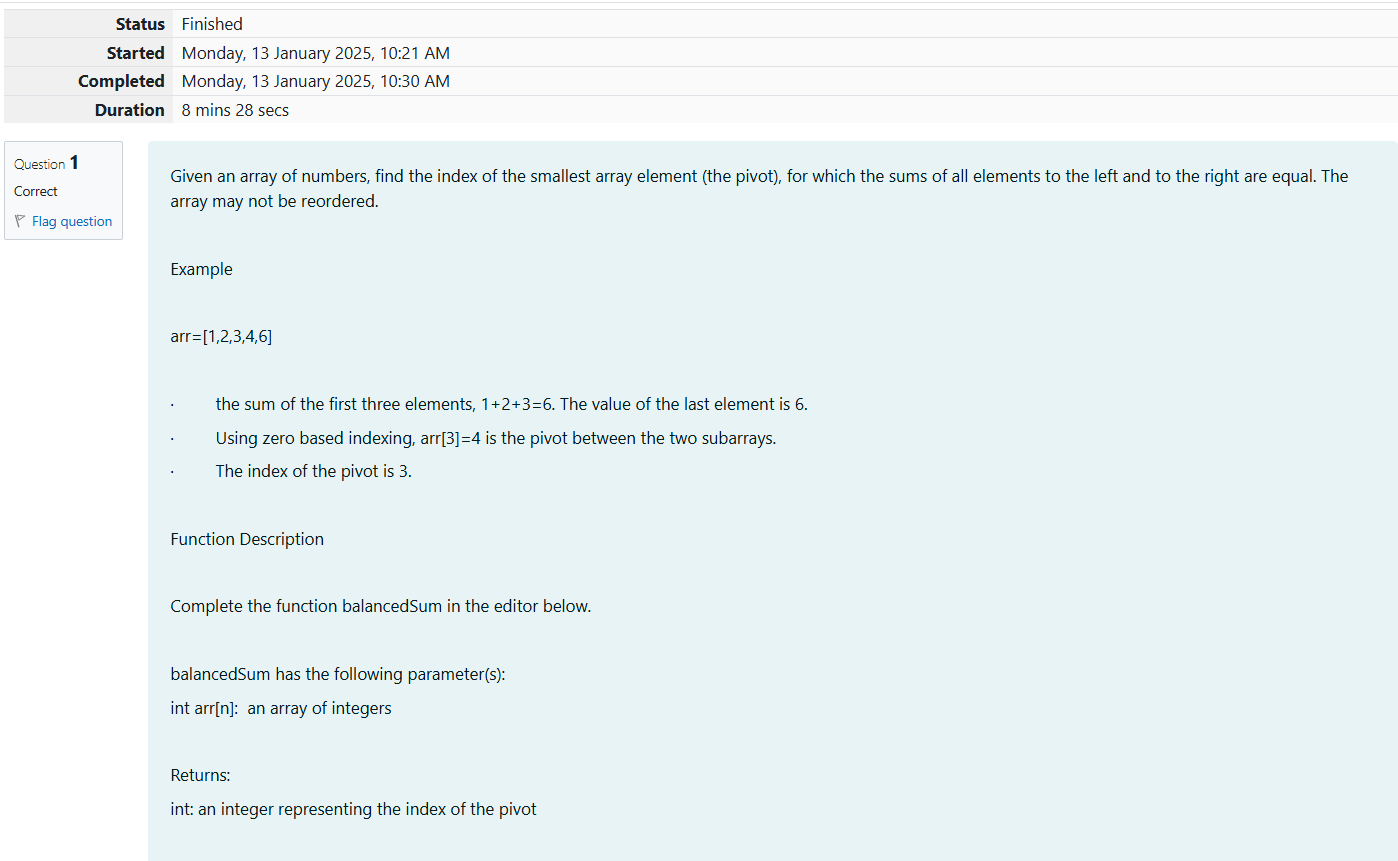 Status Finished
Started Monday, 13 January 2025, 10:21 AM
Completed Monday, 13 January 2025, 10:30 AM
Duration 8 mins 28 secs
Question 1
Correct
Flag question
Given an array of numbers, find the index of the smallest array element (the pivot), for which the sums of all elements to the left and to the right are equal. The
array may not be reordered.
Example
arr=[1,2,3,4,6]
· the sum of the first three elements, 1+2+3=6. The value of the last element is 6.
· Using zero based indexing, arr[3]=4 is the pivot between the two subarrays.
· The index of the pivot is 3.
Function Description
Complete the function balancedSum in the editor below.
balancedSum has the following parameter(s):
int arr[n]: an array of integers
Returns:
int: an integer representing the index of the pivot